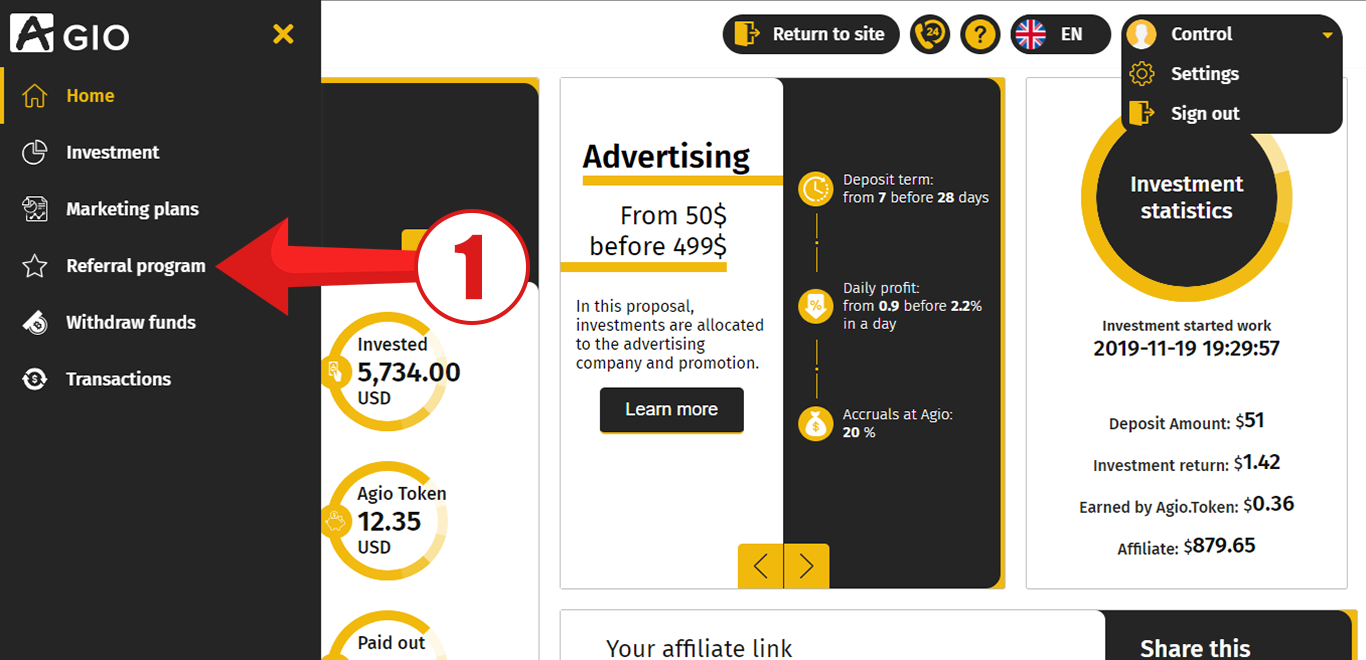 AGIO
Home
Investment
Marketing plans
Referral program
Withdraw funds
Transactions
1
Return to site
24
?
EN
Control
Settings
Sign out
Invested
5,734.00
USD
Agio Token
12.35
USD
Paid out
Advertising
From 50$
before 499$
In this proposal,
investments are allocated
to the advertising
company and promotion.
Learn more
Deposit term:
from 7 before 28 days
%
Daily profit:
from 0.9 before 2.2%
in a day
$
Accruals at Agio:
20 %
Investment
statistics
Investment started work
2019-11-19 19:29:57
Deposit Amount: $51
Investment return: $1.42
Earned by Agio.Token: $0.36
Affiliate: $879.65
Your affiliate link
Share this